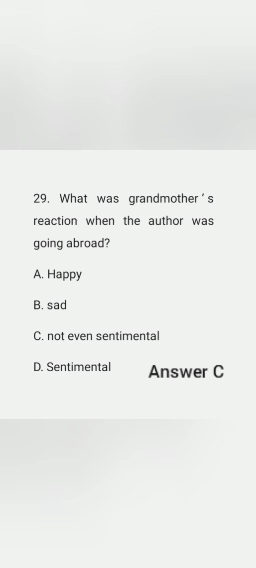 29. What was grandmother 's
reaction when the author was
going abroad?
A. Happy
B. sad
C. not even sentimental
D. Sentimental
Answer C